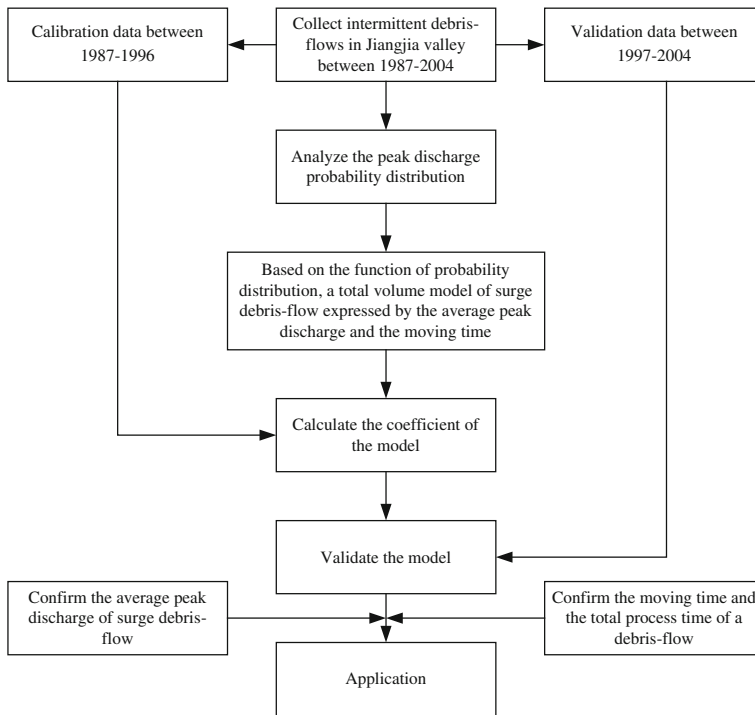 Calibration data between
1987-1996
Collect intermittent debris-
flows in Jiangjia valley
between 1987-2004
Validation data between
1997-2004
Analyze the peak discharge
probability distribution
Based on the function of probability
distribution, a total volume model of surge
debris-flow expressed by the average peak
discharge and the moving time
Calculate the coefficient of
the model
Validate the model
Confirm the average peak
discharge of surge debris-
flow
Confirm the moving time and
the total process time of a
debris-flow
Application